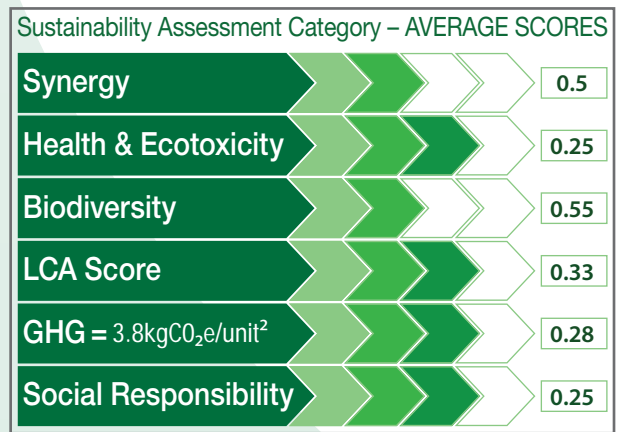 Sustainability Assessment Category – AVERAGE SCORES
Synergy 0.5
Health & Ecotoxicity 0.25
Biodiversity 0.55
LCA Score 0.33
GHG = 3.8kgC0₂e/unit² 0.28
Social Responsibility 0.25